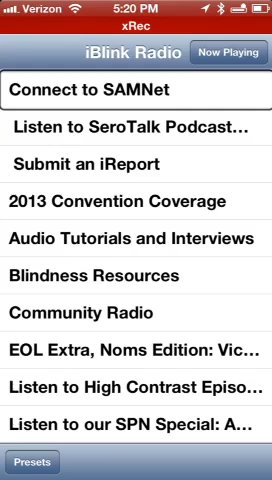 Verizon 5:20 PM
xRec
iBlink Radio Now Playing
Connect to SAMNet
Listen to SeroTalk Podcast...
Submit an iReport
2013 Convention Coverage
Audio Tutorials and Interviews
Blindness Resources
Community Radio
EOL Extra, Noms Edition: Vic...
Listen to High Contrast Episo...
Listen to our SPN Special: A...
Presets